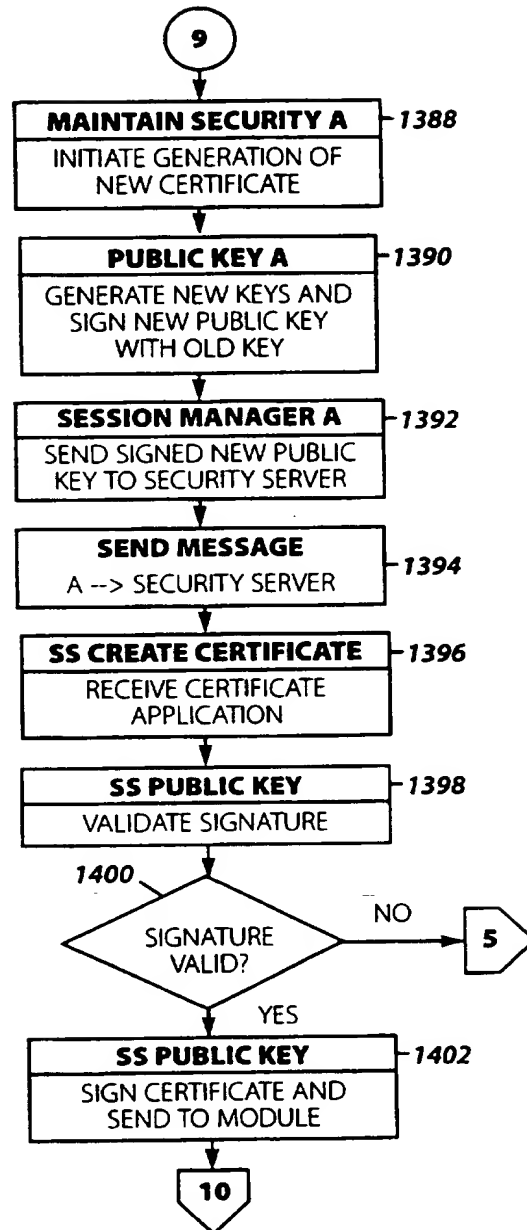 9
MAINTAIN SECURITY A
1388
INITIATE GENERATION OF
NEW CERTIFICATE
PUBLIC KEY A
1390
GENERATE NEW KEYS AND
SIGN NEW PUBLIC KEY
WITH OLD KEY
SESSION MANAGER A
1392
SEND SIGNED NEW PUBLIC
KEY TO SECURITY SERVER
SEND MESSAGE
1394
A --> SECURITY SERVER
SS CREATE CERTIFICATE
1396
RECEIVE CERTIFICATE
APPLICATION
SS PUBLIC KEY
1398
VALIDATE SIGNATURE
1400
SIGNATURE
VALID?
NO
5
YES
SS PUBLIC KEY
1402
SIGN CERTIFICATE AND
SEND TO MODULE
10